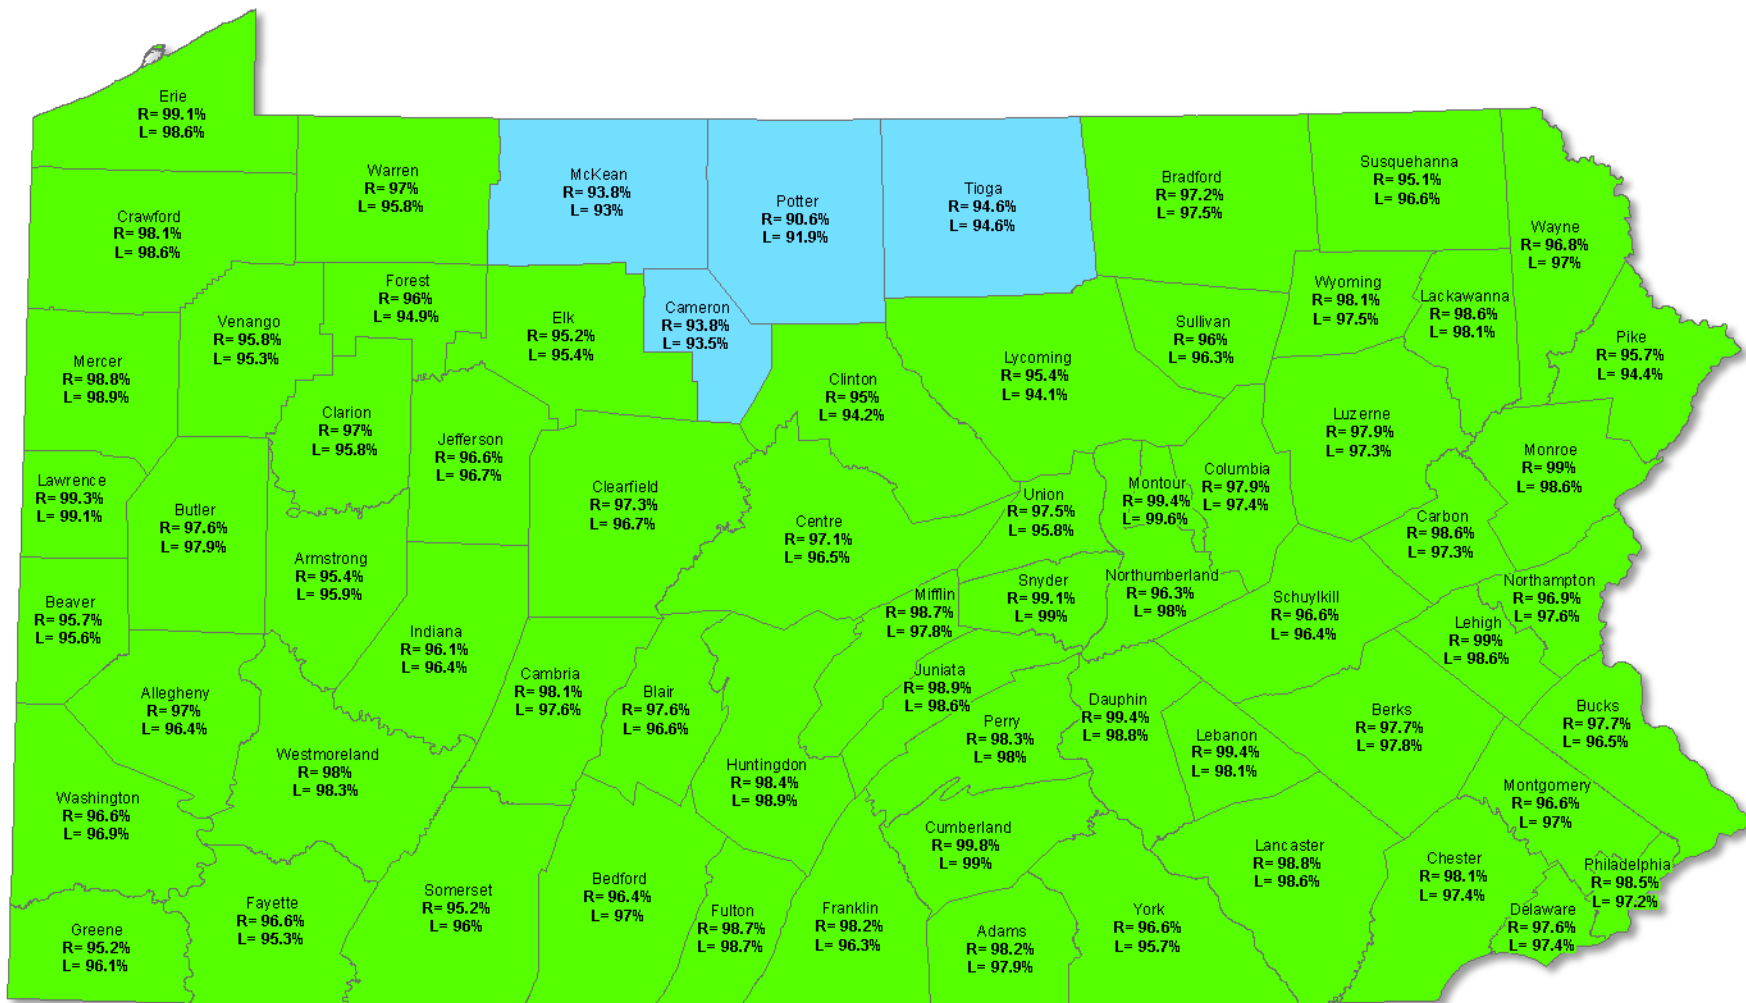 Erie
R= 99.1%
L= 98.6%
Warren
R= 97%
L= 95.8%
McKean
R= 93.8%
L= 93%
Potter
R= 90.6%
L= 91.9%
Tioga
R= 94.6%
L= 94.6%
Bradford
R= 97.2%
L= 97.5%
Susquehanna
R= 95.1%
L= 96.6%
Wayne
R= 96.8%
L= 97%
Crawford
R= 98.1%
L= 98.6%
Forest
R= 96%
L= 94.9%
Venango
R= 95.8%
L= 95.3%
Elk
R= 95.2%
L= 95.4%
Cameron
R= 93.8%
L= 93.5%
Sullivan
R= 96%
L= 96.3%
Wyoming
R= 98.1%
L= 97.5%
Lackawanna
R= 98.6%
L= 98.1%
Pike
R= 95.7%
L= 94.4%
Mercer
R= 98.8%
L= 98.9%
Clarion
R= 97%
L= 95.8%
Jefferson
R= 96.6%
L= 96.7%
Clinton
R= 95%
L= 94.2%
Lycoming
R= 95.4%
L= 94.1%
Luzerne
R= 97.9%
L= 97.3%
Monroe
R= 99%
L= 98.6%
Lawrence
R= 99.3%
L= 99.1%
Butler
R= 97.6%
L= 97.9%
Clearfield
R= 97.3%
L= 96.7%
Centre
R= 97.1%
L= 96.5%
Union
R= 97.5%
L= 95.8%
Montour
R= 99.4%
L= 99.6%
Columbia
R= 97.9%
L= 97.4%
Carbon
R= 98.6%
L= 97.3%
Armstrong
R= 95.4%
L= 95.9%
Beaver
R= 95.7%
L= 95.6%
Indiana
R= 96.1%
L= 96.4%
Mifflin
R= 98.7%
L= 97.8%
Snyder
R= 99.1%
L= 99%
Northumberland
R= 96.3%
L= 98%
Schuylkill
R= 96.6%
L= 96.4%
Northampton
R= 96.9%
L= 97.6%
Lehigh
R= 99%
L= 98.6%
Allegheny
R= 97%
L= 96.4%
Cambria
R= 98.1%
L= 97.6%
Blair
R= 97.6%
L= 96.6%
Juniata
R= 98.9%
L= 98.6%
Perry
R= 98.3%
L= 98%
Dauphin
R= 99.4%
L= 98.8%
Lebanon
R= 99.4%
L= 98.1%
Berks
R= 97.7%
L= 97.8%
Bucks
R= 97.7%
L= 96.5%
Westmoreland
R= 98%
L= 98.3%
Huntingdon
R= 98.4%
L= 98.9%
Washington
R= 96.6%
L= 96.9%
Cumberland
R= 99.8%
L= 99%
Lancaster
R= 98.8%
L= 98.6%
Montgomery
R= 96.6%
L= 97%
Chester
R= 98.1%
L= 97.4%
Philadelphia
R= 98.5%
L= 97.2%
Delaware
R= 97.6%
L= 97.4%
Greene
R= 95.2%
L= 96.1%
Fayette
R= 96.6%
L= 95.3%
Somerset
R= 95.2%
L= 96%
Bedford
R= 96.4%
L= 97%
Fulton
R= 98.7%
L= 98.7%
Franklin
R= 98.2%
L= 96.3%
Adams
R= 98.2%
L= 97.9%
York
R= 96.6%
L= 95.7%